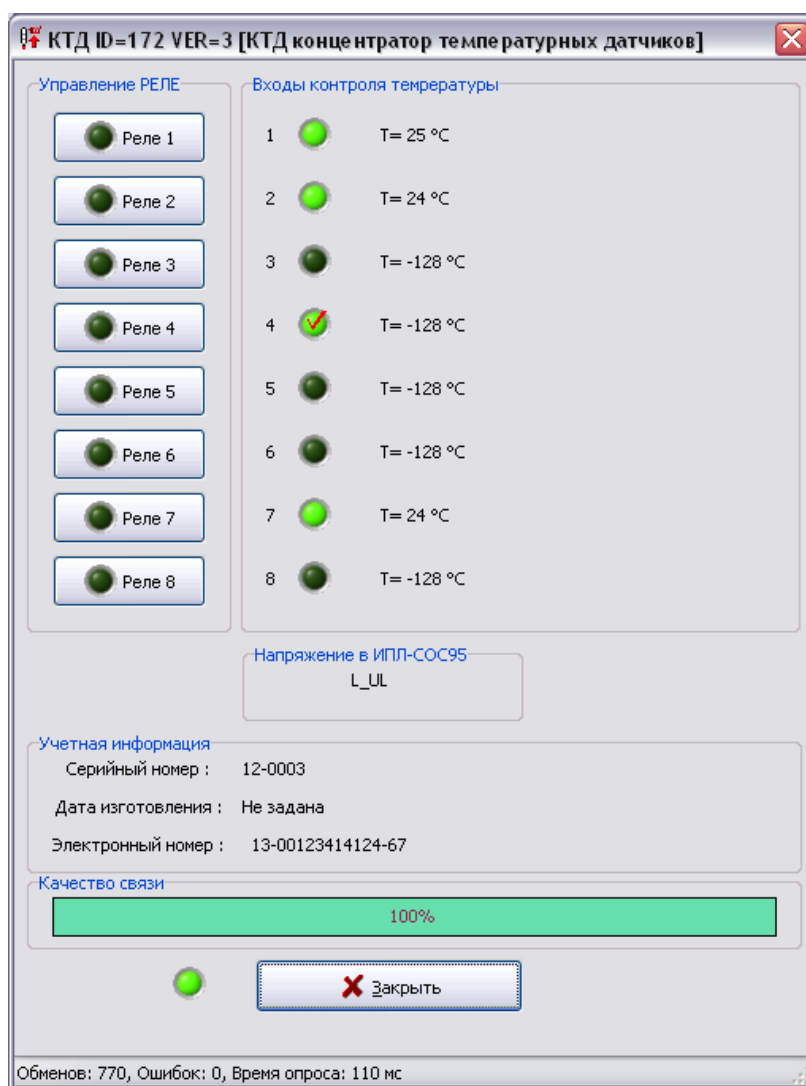 КТД ID=172 VER=3 [КТД концентратор температурных датчиков]
Управление РЕЛЕ
Реле 1
Реле 2
Реле 3
Реле 4
Реле 5
Реле 6
Реле 7
Реле 8
Входы контроля темрературы
1 T= 25 °C
2 T= 24 °C
3 T= -128 °C
4 T= -128 °C
5 T= -128 °C
6 T= -128 °C
7 T= 24 °C
8 T= -128 °C
Напряжение в ИПЛ-СОС95
L_UL
Учетная информация
Серийный номер : 12-0003
Дата изготовления : Не задана
Электронный номер : 13-00123414124-67
Качество связи
100%
Закрыть
Обменов: 770, Ошибок: 0, Время опроса: 110 мс